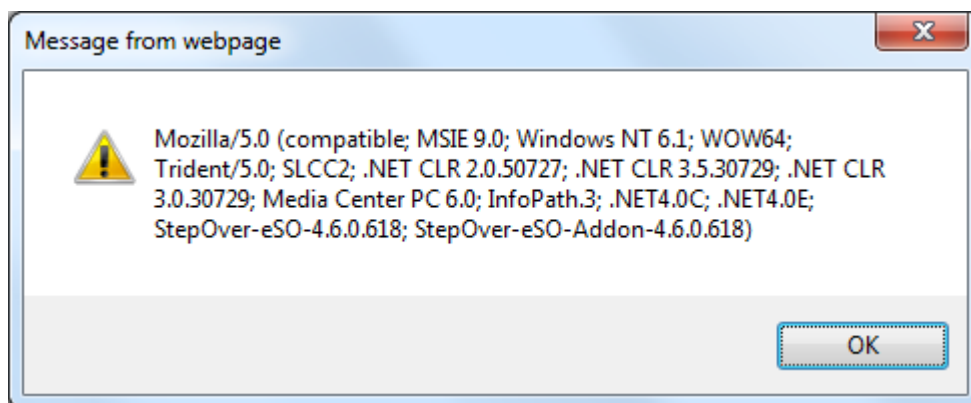 Message from webpage
Mozilla/5.0 (compatible; MSIE 9.0; Windows NT 6.1; WOW64;
Trident/5.0; SLCC2; .NET CLR 2.0.50727; .NET CLR 3.5.30729; .NET CLR
3.0.30729; Media Center PC 6.0; InfoPath.3; .NET4.0C; .NET4.0E;
StepOver-eSO-4.6.0.618; StepOver-eSO-Addon-4.6.0.618)
OK